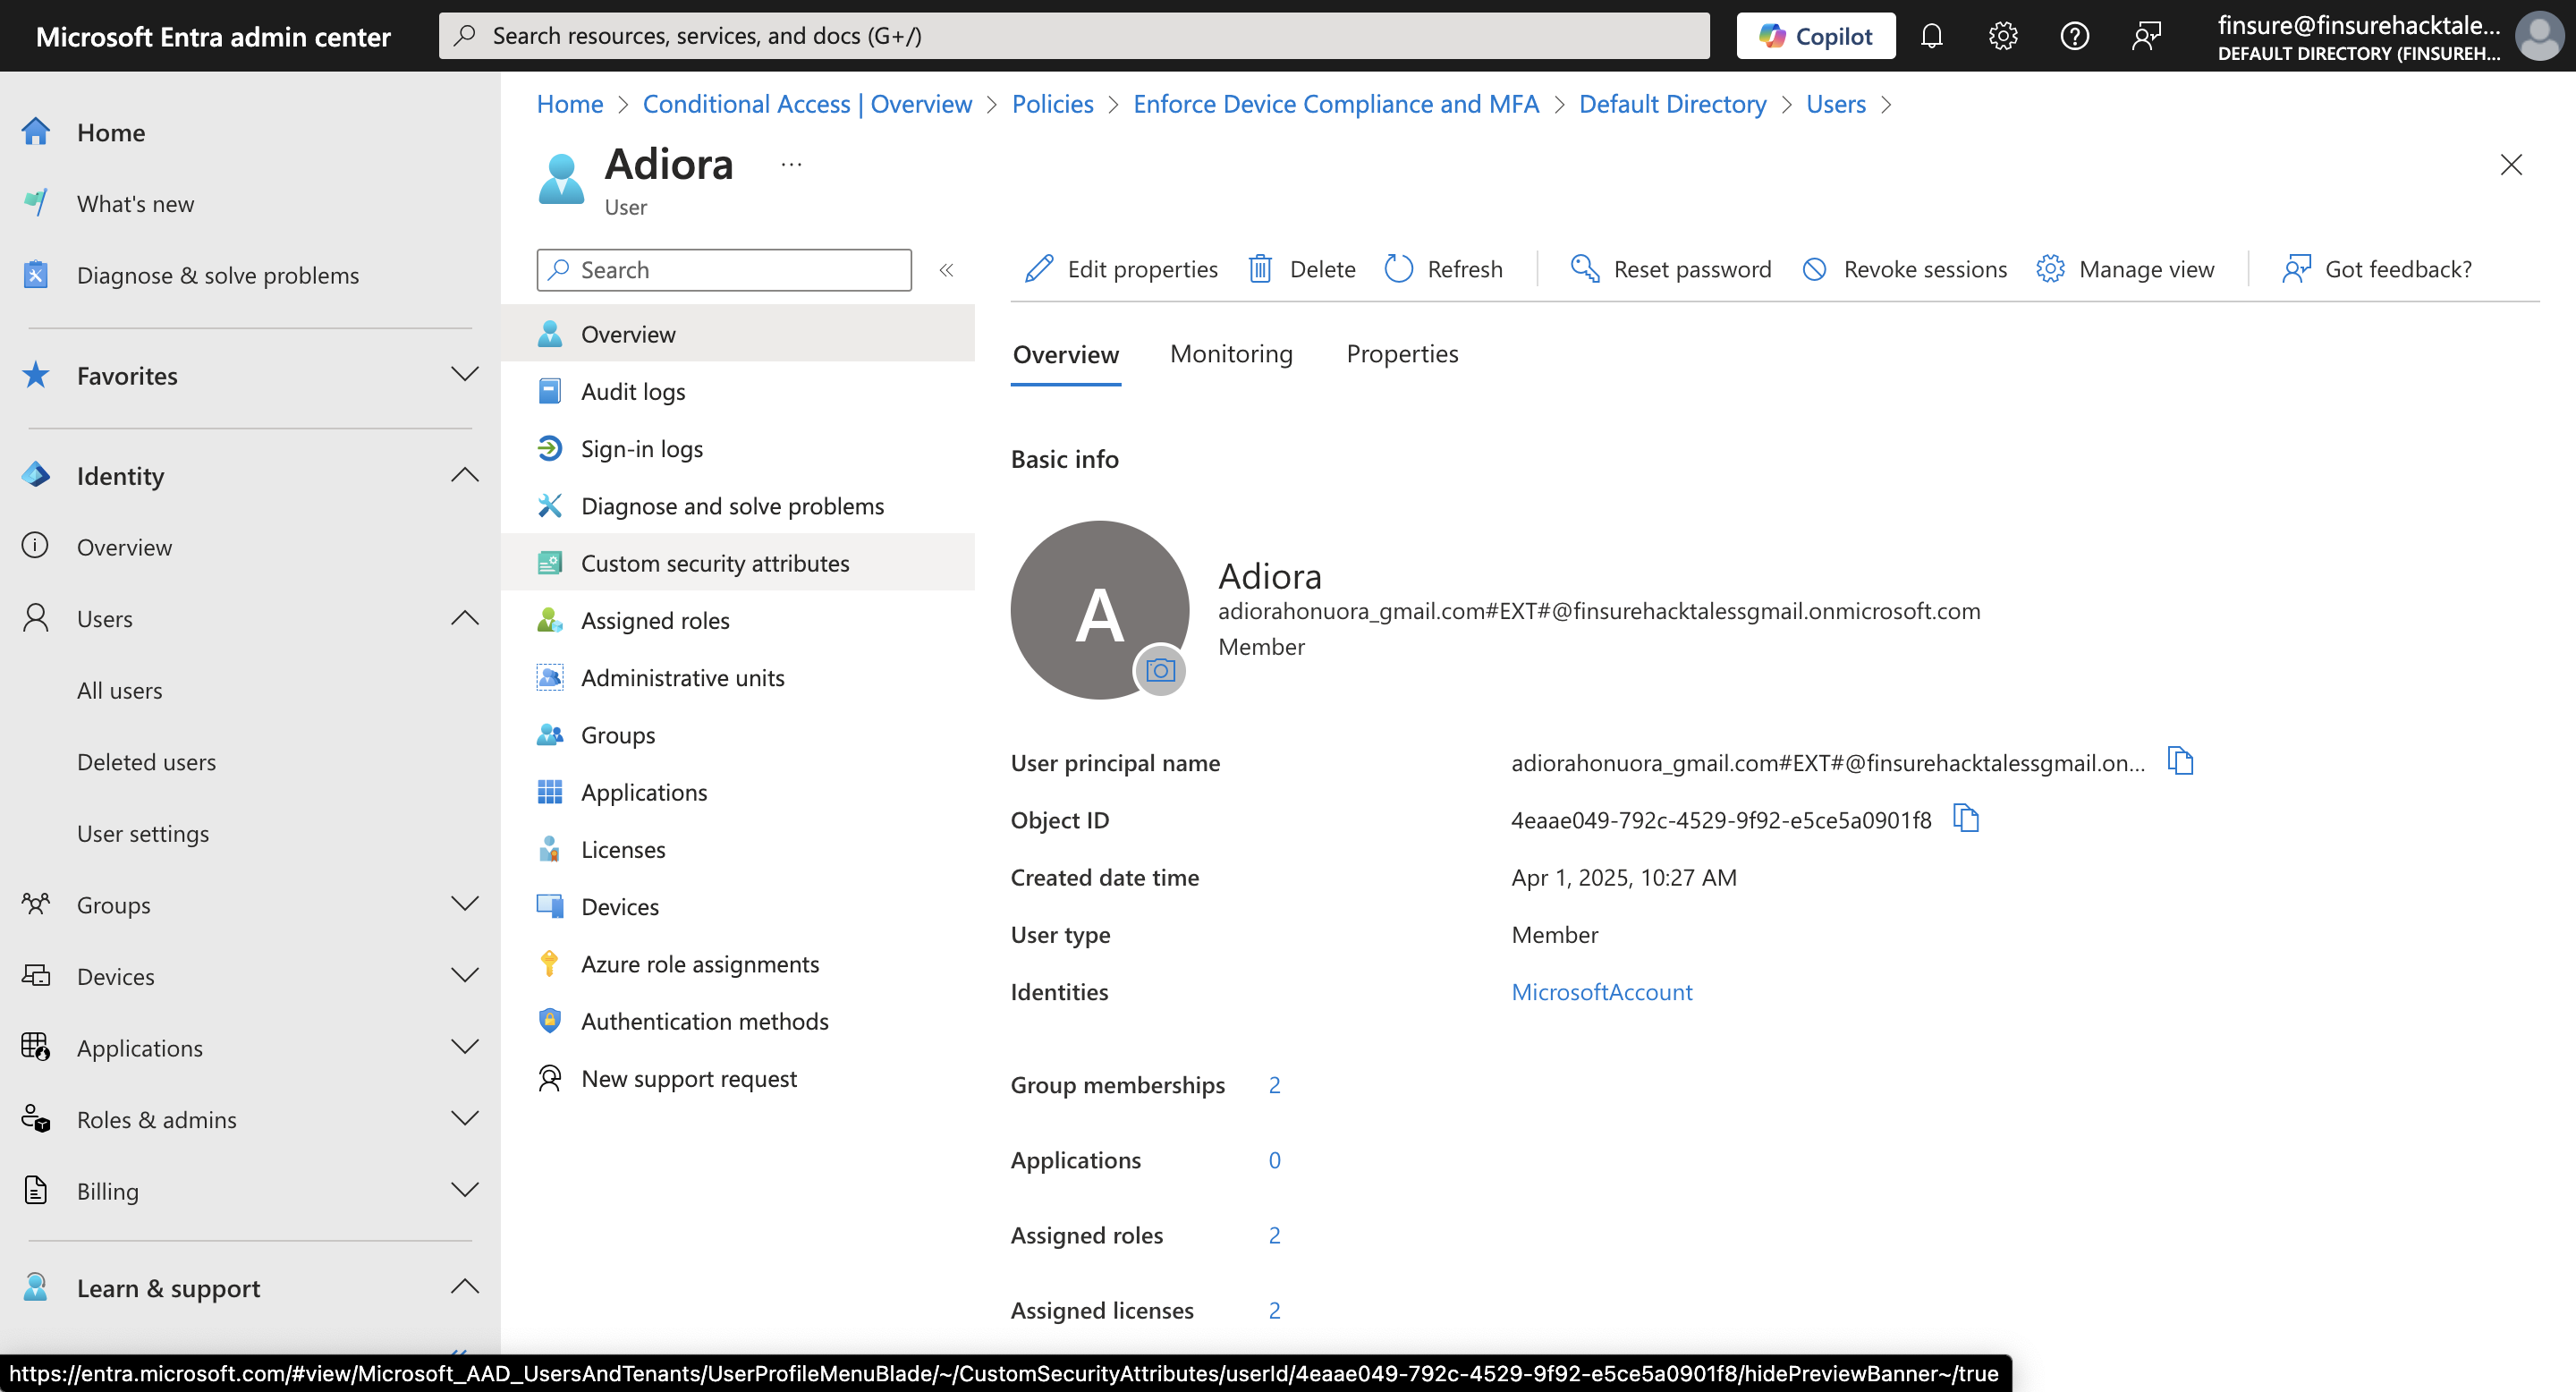 Microsoft Entra admin center
Search resources, services, and docs (G+/)
Copilot
finsure@finsurehacktale...
DEFAULT DIRECTORY (FINSUREH...
Home
What's new
Diagnose & solve problems
Favorites
Identity
Overview
Users
All users
Deleted users
User settings
Groups
Devices
Applications
Roles & admins
Billing
Learn & support
Home > Conditional Access | Overview > Policies > Enforce Device Compliance and MFA > Default Directory > Users >
Adiora ...
User
Search
Overview
Audit logs
Sign-in logs
Diagnose and solve problems
Custom security attributes
Assigned roles
Administrative units
Groups
Applications
Licenses
Devices
Azure role assignments
Authentication methods
New support request
Edit properties Delete Refresh Reset password Revoke sessions Manage view Got feedback?
Overview Monitoring Properties
Basic info
A
Adiora
adiorahonuora_gmail.com#EXT#@finsurehacktalessgmail.onmicrosoft.com
Member
User principal name adiorahonuora_gmail.com#EXT#@finsurehacktalessgmail.on...
Object ID 4eaae049-792c-4529-9f92-e5ce5a0901f8
Created date time Apr 1, 2025, 10:27 AM
User type Member
Identities MicrosoftAccount
Group memberships 2
Applications 0
Assigned roles 2
Assigned licenses 2
https://entra.microsoft.com/#view/Microsoft_AAD_UsersAndTenants/UserProfileMenuBlade/~/CustomSecurityAttributes/userId/4eaae049-792c-4529-9f92-e5ce5a0901f8/hidePreviewBanner~/true